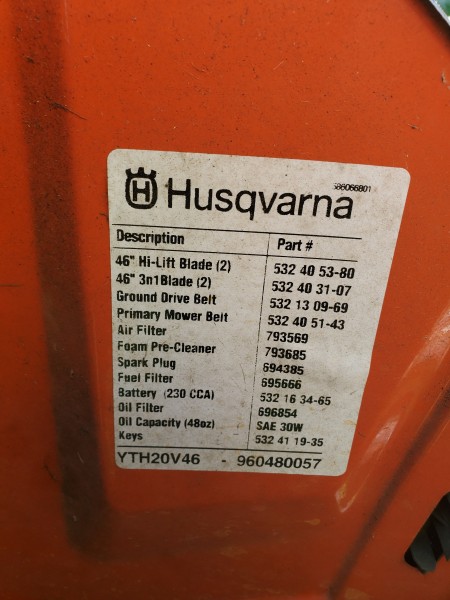 586066801
H Husqvarna
Description Part #
46" Hi-Lift Blade (2) 532 40 53-80
46" 3n1Blade (2) 532 40 31-07
Ground Drive Belt 532 13 09-69
Primary Mower Belt 532 40 51-43
Air Filter 793569
Foam Pre-Cleaner 793685
Spark Plug 694385
Fuel Filter 695666
Battery (230 CCA) 532 16 34-65
Oil Filter 696854
Oil Capacity (48oz) SAE 30W
Keys 532 41 19-35
YTH20V46 - 960480057